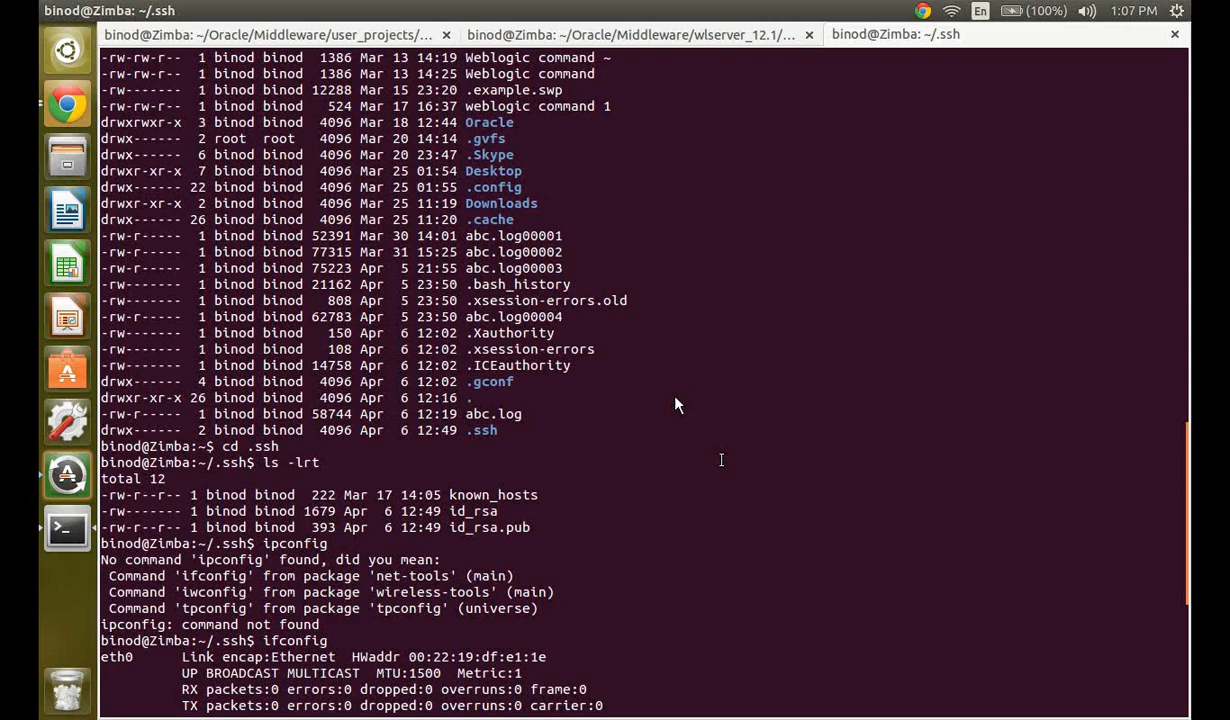 binod@Zimba: ~/.ssh
En (100%) 1:07 PM
binod@Zimba: ~/Oracle/Middleware/user_projects/... × binod@Zimba: ~/Oracle/Middleware/wlserver_12.1/... × binod@Zimba: ~/.ssh ×
-rw-rw-r-- 1 binod binod 1386 Mar 13 14:19 Weblogic command ~
-rw-rw-r-- 1 binod binod 1386 Mar 13 14:25 Weblogic command
-rw-r--r-- 1 binod binod 12288 Mar 15 23:20 .example.swp
-rw-rw-r-- 1 binod binod 524 Mar 17 16:37 weblogic command 1
drwxrwxr-x 3 binod binod 4096 Mar 18 12:44 Oracle
drwx------ 2 root root 4096 Mar 20 14:14 .gvfs
drwx------ 6 binod binod 4096 Mar 20 23:47 .Skype
drwxr-xr-x 7 binod binod 4096 Mar 25 01:54 Desktop
drwx------ 22 binod binod 4096 Mar 25 01:55 .config
drwxr-xr-x 2 binod binod 4096 Mar 25 11:19 Downloads
drwx------ 26 binod binod 4096 Mar 25 11:20 .cache
-rw-r----- 1 binod binod 52391 Mar 30 14:01 abc.log00001
-rw-r----- 1 binod binod 77315 Mar 31 15:25 abc.log00002
-rw-r----- 1 binod binod 75223 Apr 5 21:55 abc.log00003
-rw------- 1 binod binod 21162 Apr 5 23:50 .bash_history
-rw------- 1 binod binod 808 Apr 5 23:50 .xsession-errors.old
-rw-r----- 1 binod binod 62783 Apr 5 23:50 abc.log00004
-rw------- 1 binod binod 150 Apr 6 12:02 .Xauthority
-rw------- 1 binod binod 108 Apr 6 12:02 .xsession-errors
-rw------- 1 binod binod 14758 Apr 6 12:02 .ICEauthority
drwx------ 4 binod binod 4096 Apr 6 12:02 .gconf
drwxr-xr-x 26 binod binod 4096 Apr 6 12:16 .
-rw-r----- 1 binod binod 58744 Apr 6 12:19 abc.log
drwx------ 2 binod binod 4096 Apr 6 12:49 .ssh
binod@Zimba:~$ cd .ssh
binod@Zimba:~/.ssh$ ls -lrt
total 12
-rw-r--r-- 1 binod binod 222 Mar 17 14:05 known_hosts
-rw------- 1 binod binod 1679 Apr 6 12:49 id_rsa
-rw-r--r-- 1 binod binod 393 Apr 6 12:49 id_rsa.pub
binod@Zimba:~/.ssh$ ipconfig
No command 'ipconfig' found, did you mean:
Command 'ifconfig' from package 'net-tools' (main)
Command 'iwconfig' from package 'wireless-tools' (main)
Command 'tpconfig' from package 'tpconfig' (universe)
ipconfig: command not found
binod@Zimba:~/.ssh$ ifconfig
eth0 Link encap:Ethernet HWaddr 00:22:19:df:e1:1e
UP BROADCAST MULTICAST MTU:1500 Metric:1
RX packets:0 errors:0 dropped:0 overruns:0 frame:0
TX packets:0 errors:0 dropped:0 overruns:0 carrier:0